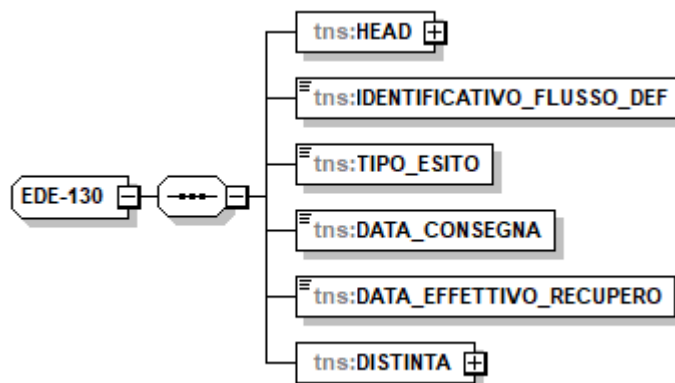 tns:HEAD
tns:IDENTIFICATIVO_FLUSSO_DEF
tns:TIPO_ESITO
EDE-130
tns:DATA_CONSEGNA
tns:DATA_EFFETTIVO_RECUPERO
tns:DISTINTA